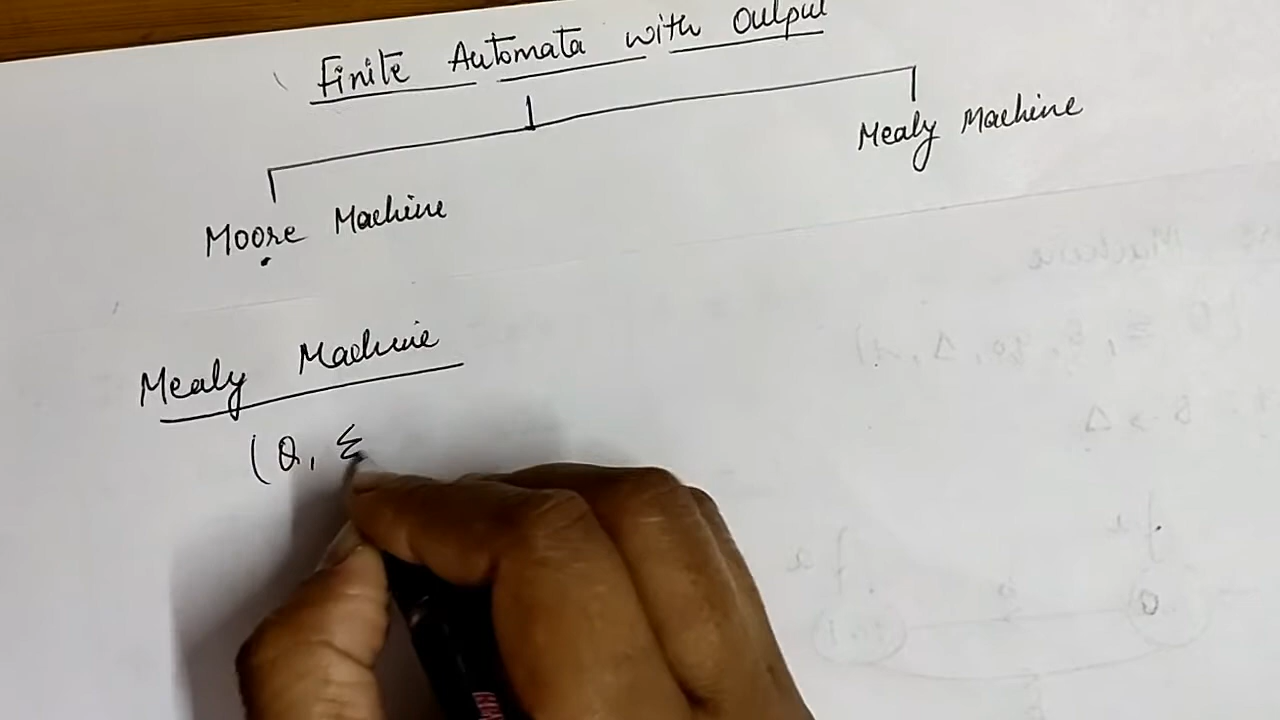 Finite Automata with Output
Mealy Machine
Moore Machine
Mealy Machine
(Q, Σ